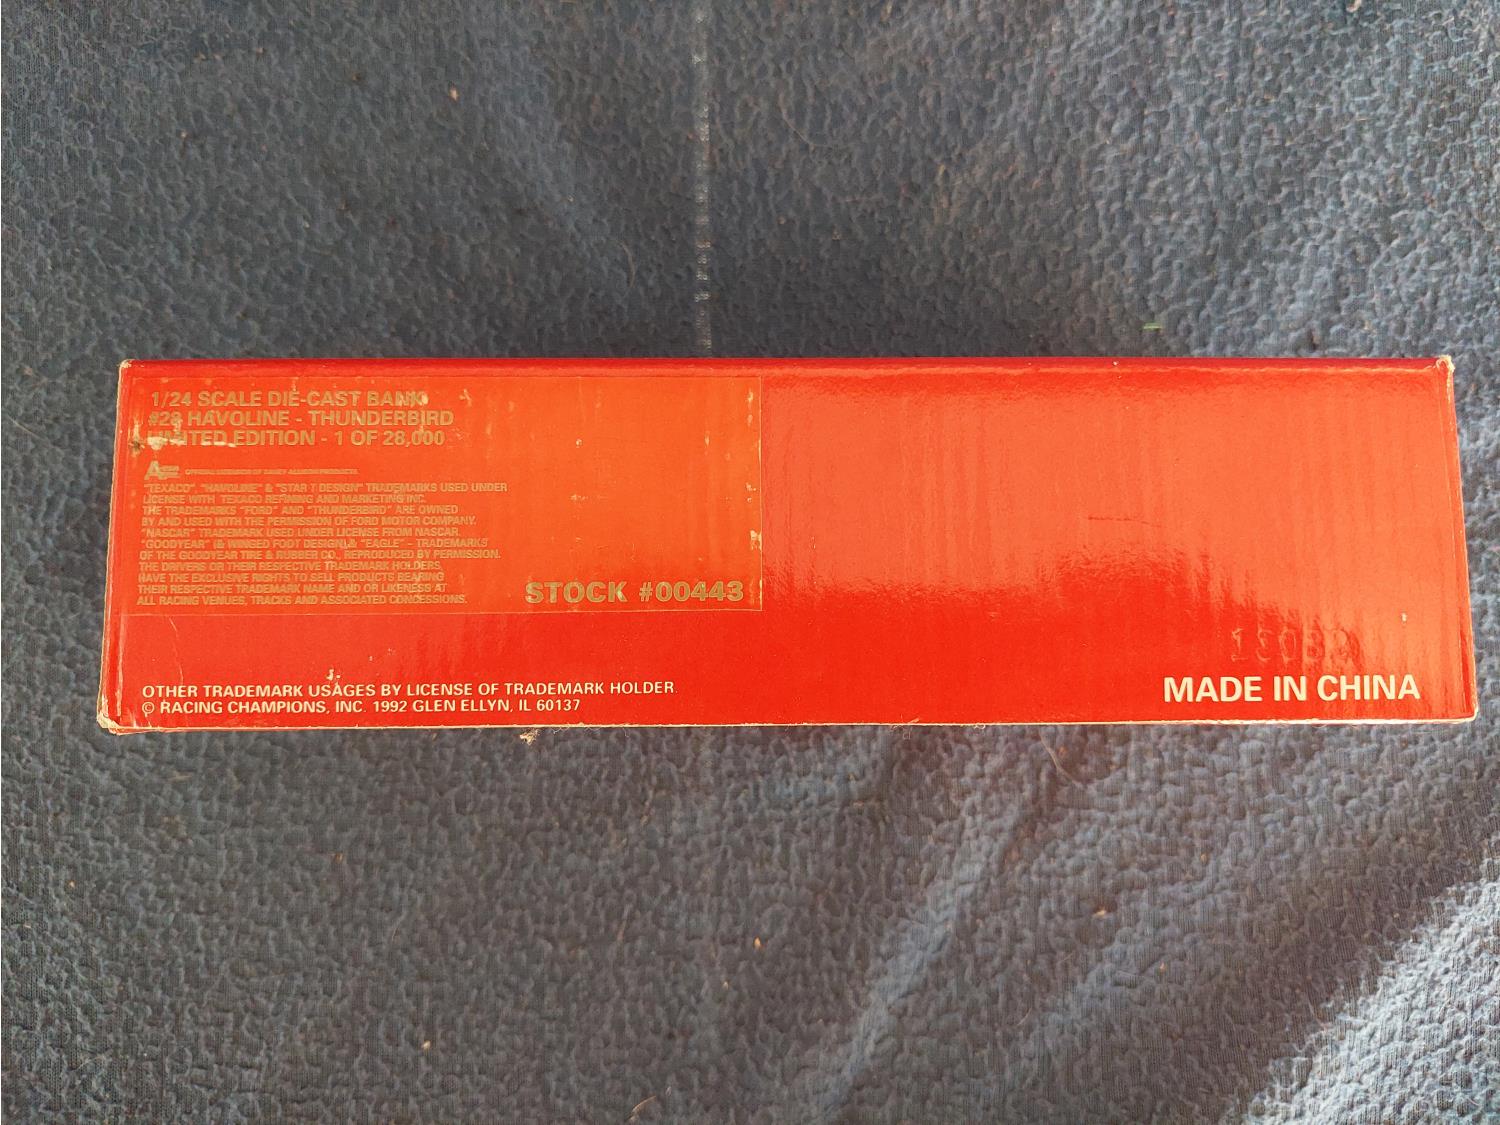 1/24 SCALE DIE-CAST BANK
#28 HAVOLINE - THUNDERBIRD
LIMITED EDITION - 1 OF 28,000
OFFICIAL LICENSEE OF DAVEY ALLISON PRODUCTS.
"TEXACO", "HAVOLINE" & "STAR T DESIGN" TRADEMARKS USED UNDER
LICENSE WITH TEXACO REFINING AND MARKETING INC.
THE TRADEMARKS "FORD" AND "THUNDERBIRD" ARE OWNED
BY AND USED WITH THE PERMISSION OF FORD MOTOR COMPANY.
"NASCAR" TRADEMARK USED UNDER LICENSE FROM NASCAR.
"GOODYEAR" (& WINGED FOOT DESIGN) & "EAGLE" - TRADEMARKS
OF THE GOODYEAR TIRE & RUBBER CO., REPRODUCED BY PERMISSION.
THE DRIVERS OR THEIR RESPECTIVE TRADEMARK HOLDERS
HAVE THE EXCLUSIVE RIGHTS TO SELL PRODUCTS BEARING
THEIR RESPECTIVE TRADEMARK NAME AND OR LIKENESS AT
ALL RACING VENUES, TRACKS AND ASSOCIATED CONCESSIONS.
STOCK #00443
OTHER TRADEMARK USAGES BY LICENSE OF TRADEMARK HOLDER.
© RACING CHAMPIONS, INC. 1992 GLEN ELLYN, IL 60137
MADE IN CHINA